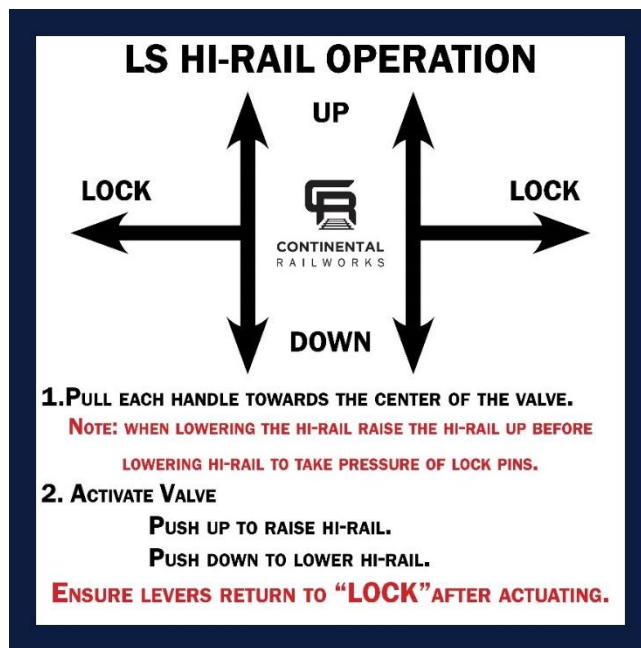 LS HI-RAIL OPERATION
UP
LOCK
LOCK
CR
CONTINENTAL
RAILWORKS
DOWN
1.PULL EACH HANDLE TOWARDS THE CENTER OF THE VALVE.
NOTE: WHEN LOWERING THE HI-RAIL RAISE THE HI-RAIL UP BEFORE
LOWERING HI-RAIL TO TAKE PRESSURE OF LOCK PINS.
2. ACTIVATE VALVE
PUSH UP TO RAISE HI-RAIL.
PUSH DOWN TO LOWER HI-RAIL.
ENSURE LEVERS RETURN TO “LOCK”AFTER ACTUATING.